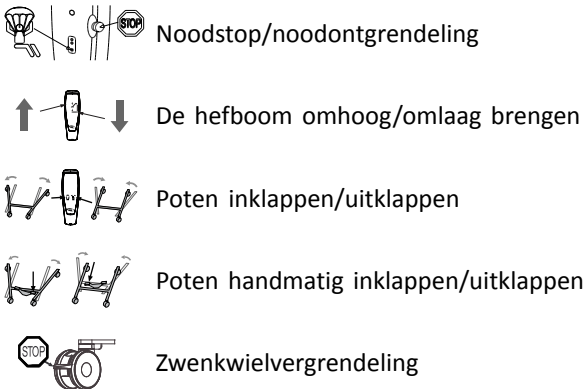 STOP Noodstop/noodontgrendeling
De hefboom omhoog/omlaag brengen
Poten inklappen/uitklappen
Poten handmatig inklappen/uitklappen
STOP Zwenkwielvergrendeling